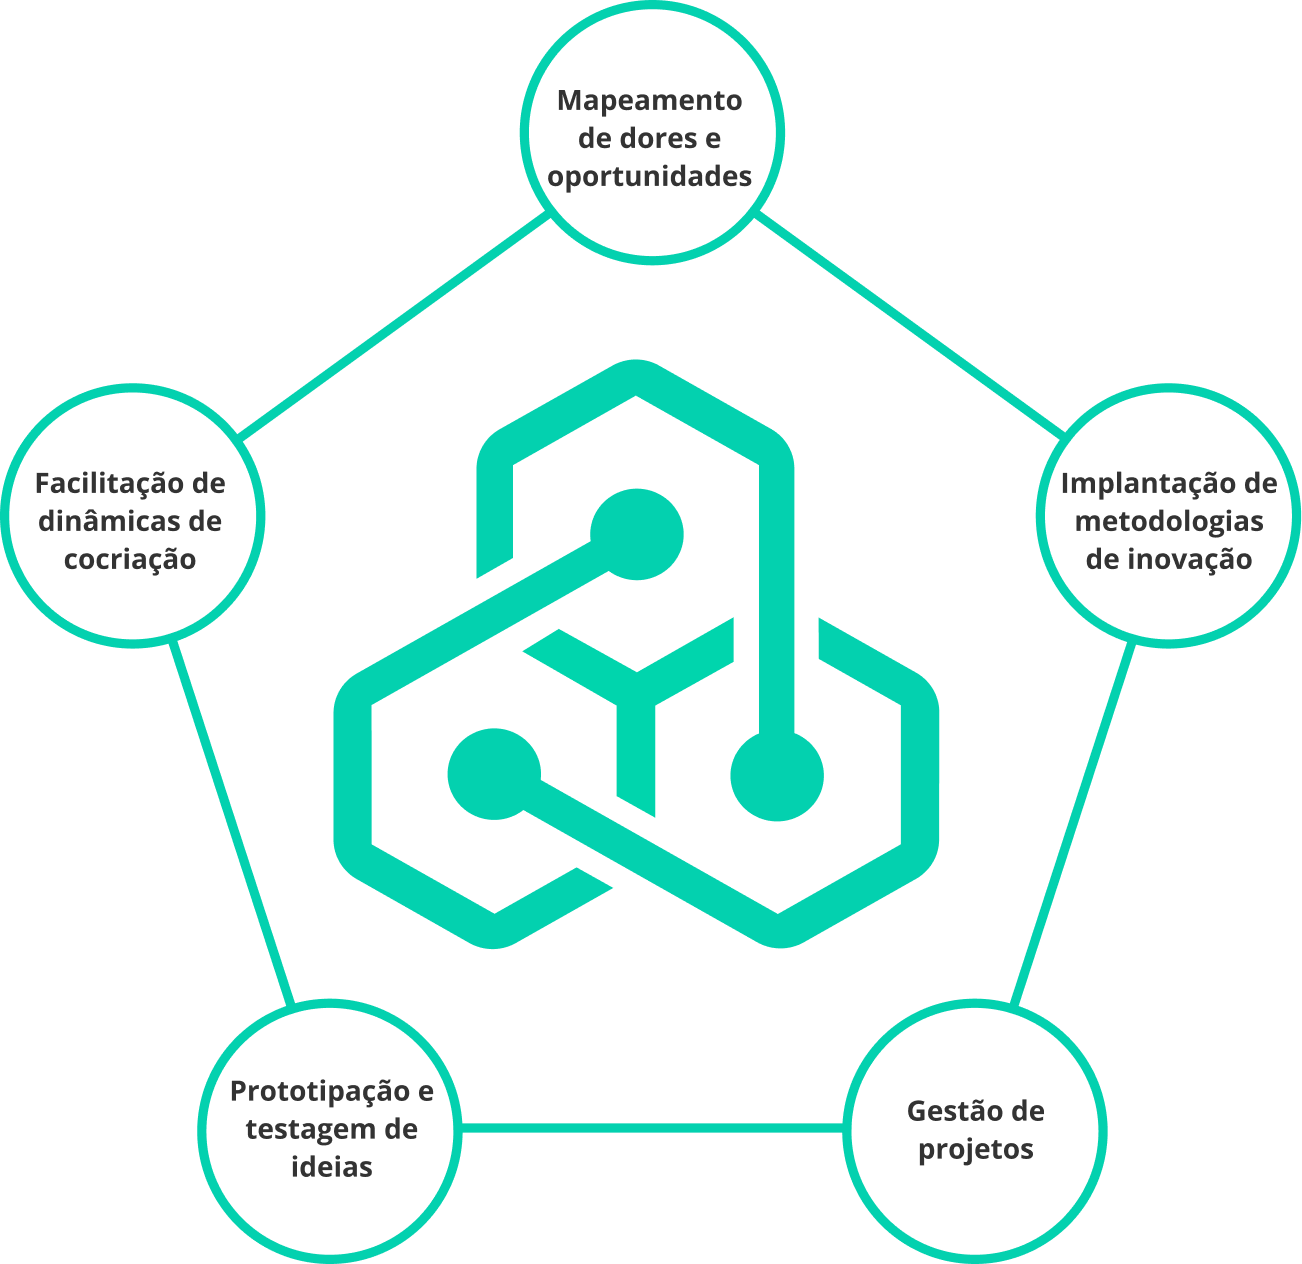 Mapeamento
de dores e
oportunidades
Facilitação de
dinâmicas de
cocriação
Implantação de
metodologias
de inovação
Prototipação e
testagem de
ideias
Gestão de
projetos